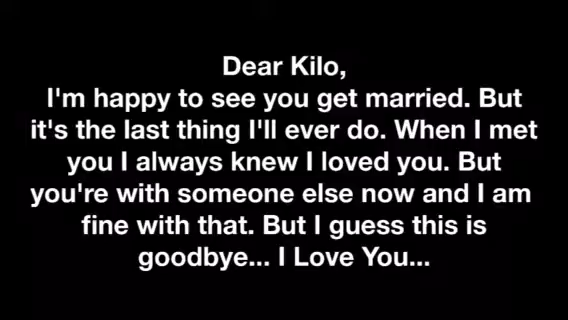 Dear Kilo,
I'm happy to see you get married. But
it's the last thing I'll ever do. When I met
you I always knew I loved you. But
you're with someone else now and I am
fine with that. But I guess this is
goodbye... I Love You...